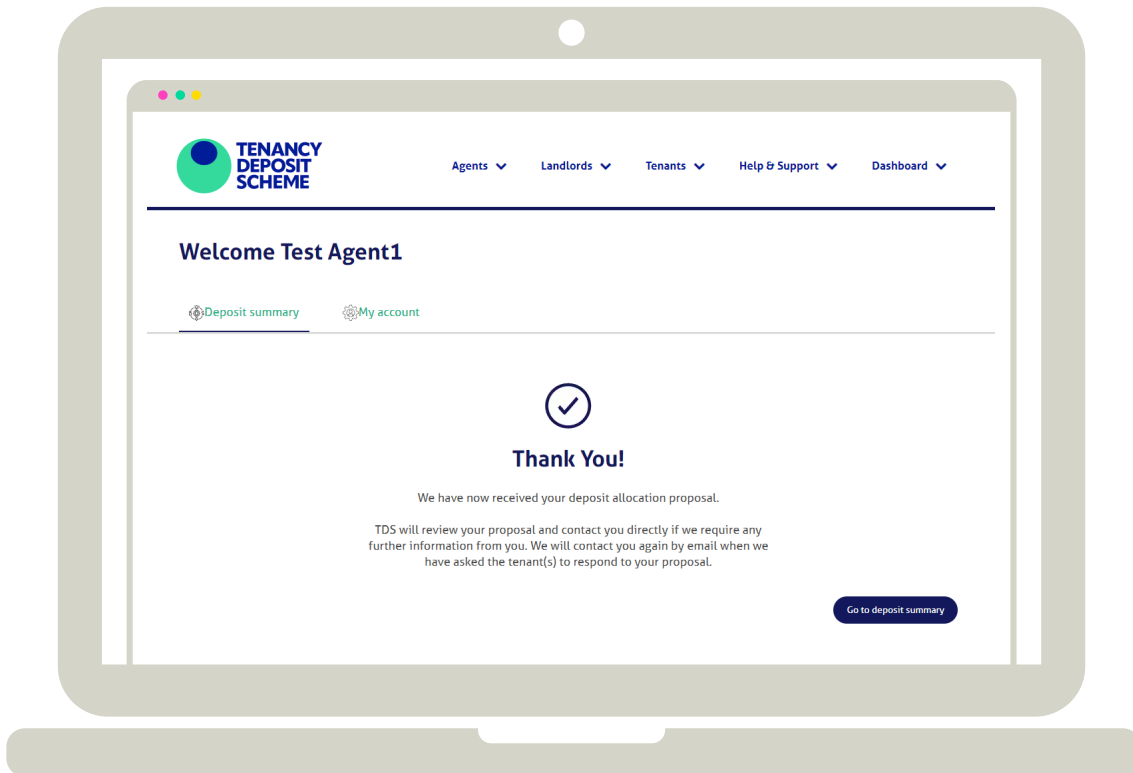 TENANCY
DEPOSIT
SCHEME
Agents
Landlords
Tenants
Help & Support
Dashboard
Welcome Test Agent1
Deposit summary
My account
Thank You!
We have now received your deposit allocation proposal.
TDS will review your proposal and contact you directly if we require any
further information from you. We will contact you again by email when we
have asked the tenant(s) to respond to your proposal.
Go to deposit summary